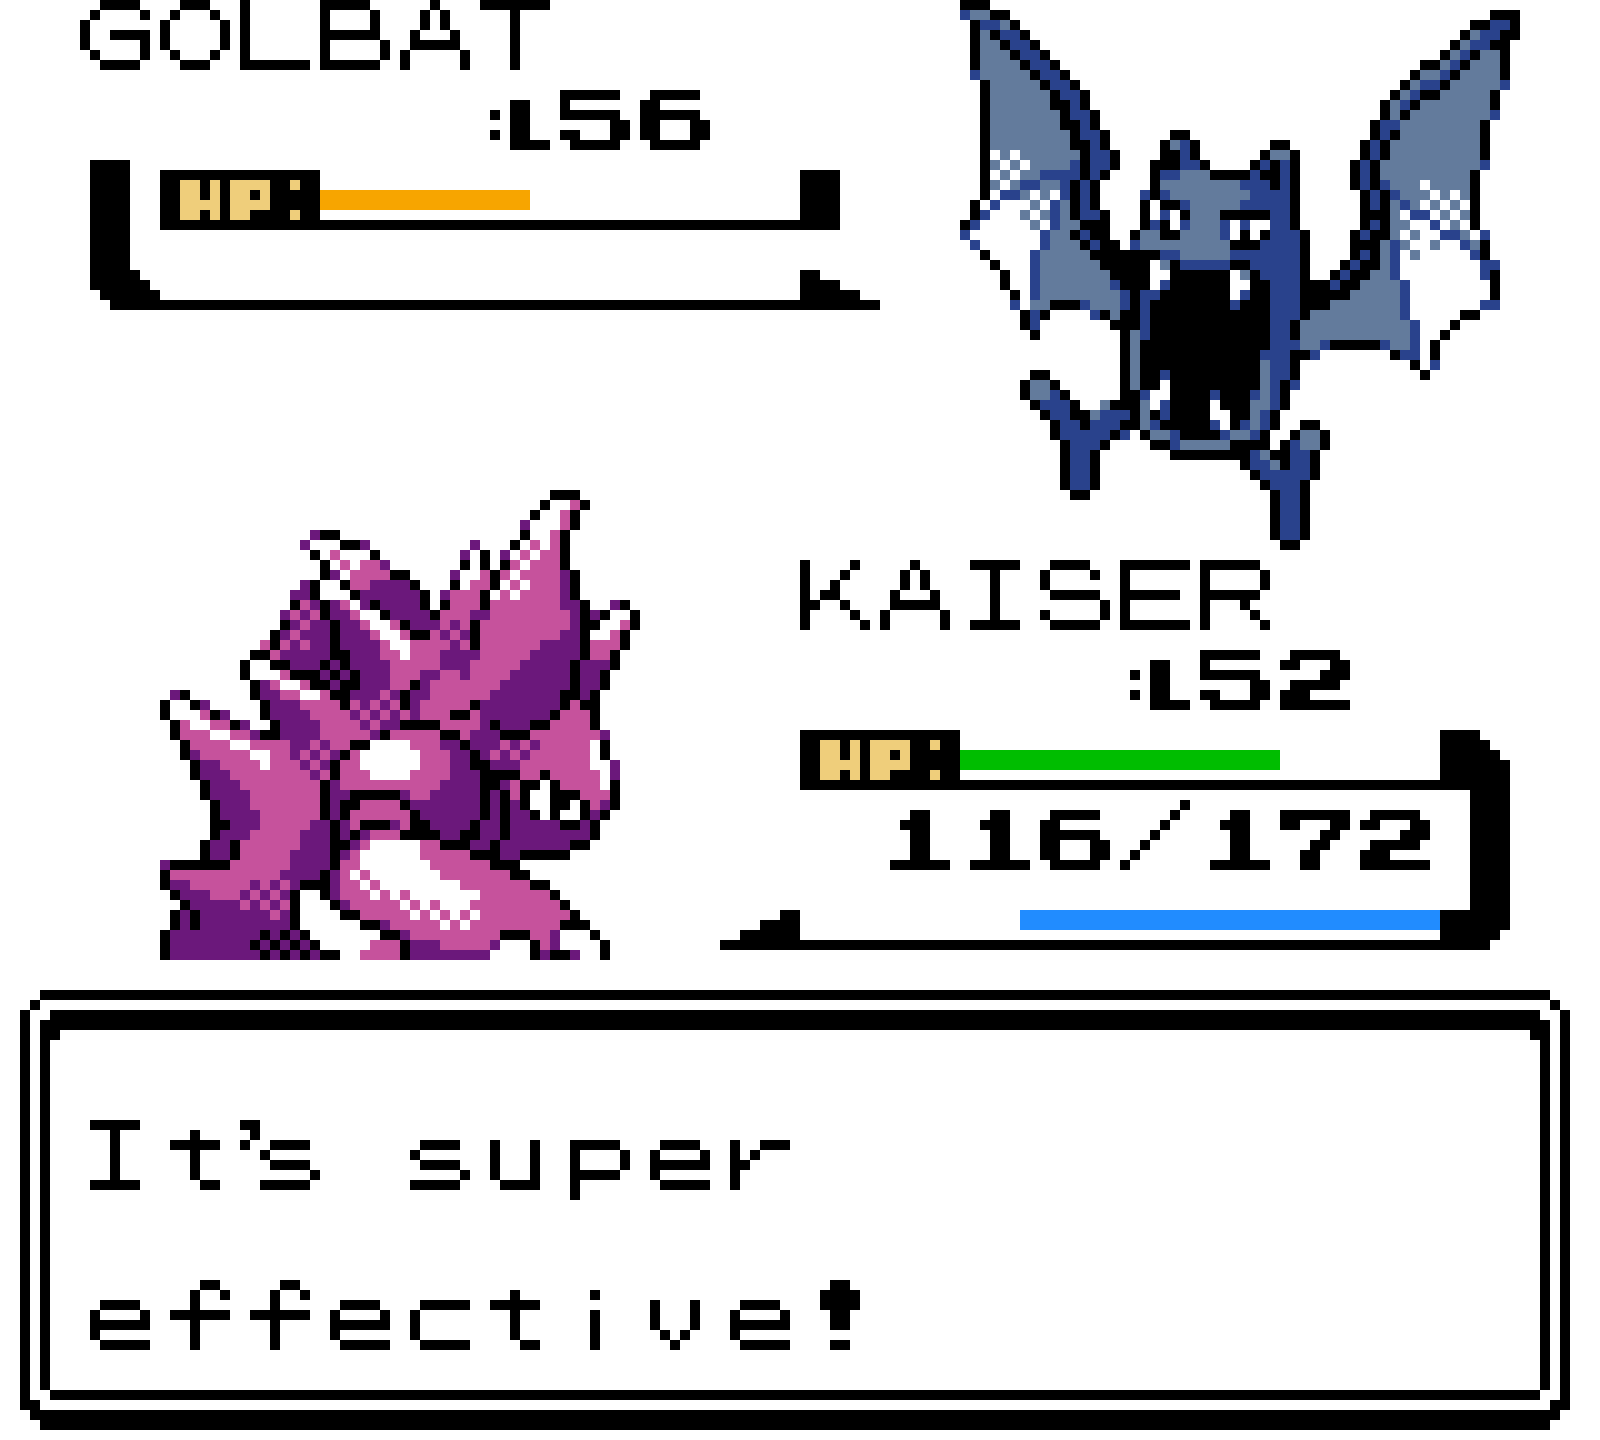 GOLBAT
:L56
HP:
KAISER
:L52
HP:
116/172
It's super
effective!